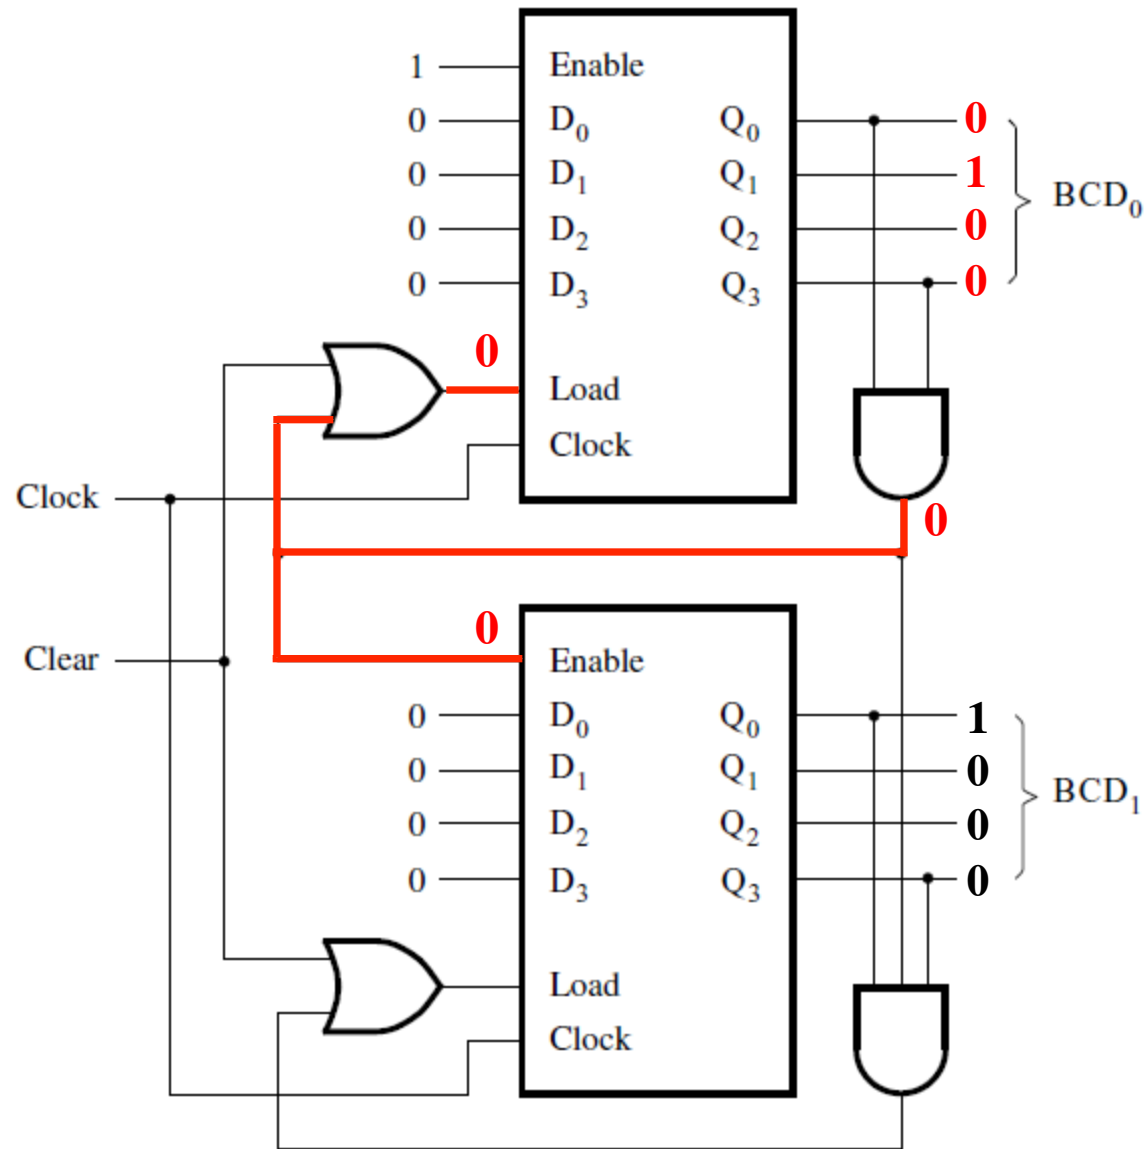 1 Enable
0 D0 Q0 0
0 D1 Q1 1 BCD0
0 D2 Q2 0
0 D3 Q3 0
0
Load
Clock
Clock
0
0
Clear Enable
0 D0 Q0 1
0 D1 Q1 0
BCD1
0 D2 Q2 0
0 D3 Q3 0
Load
Clock